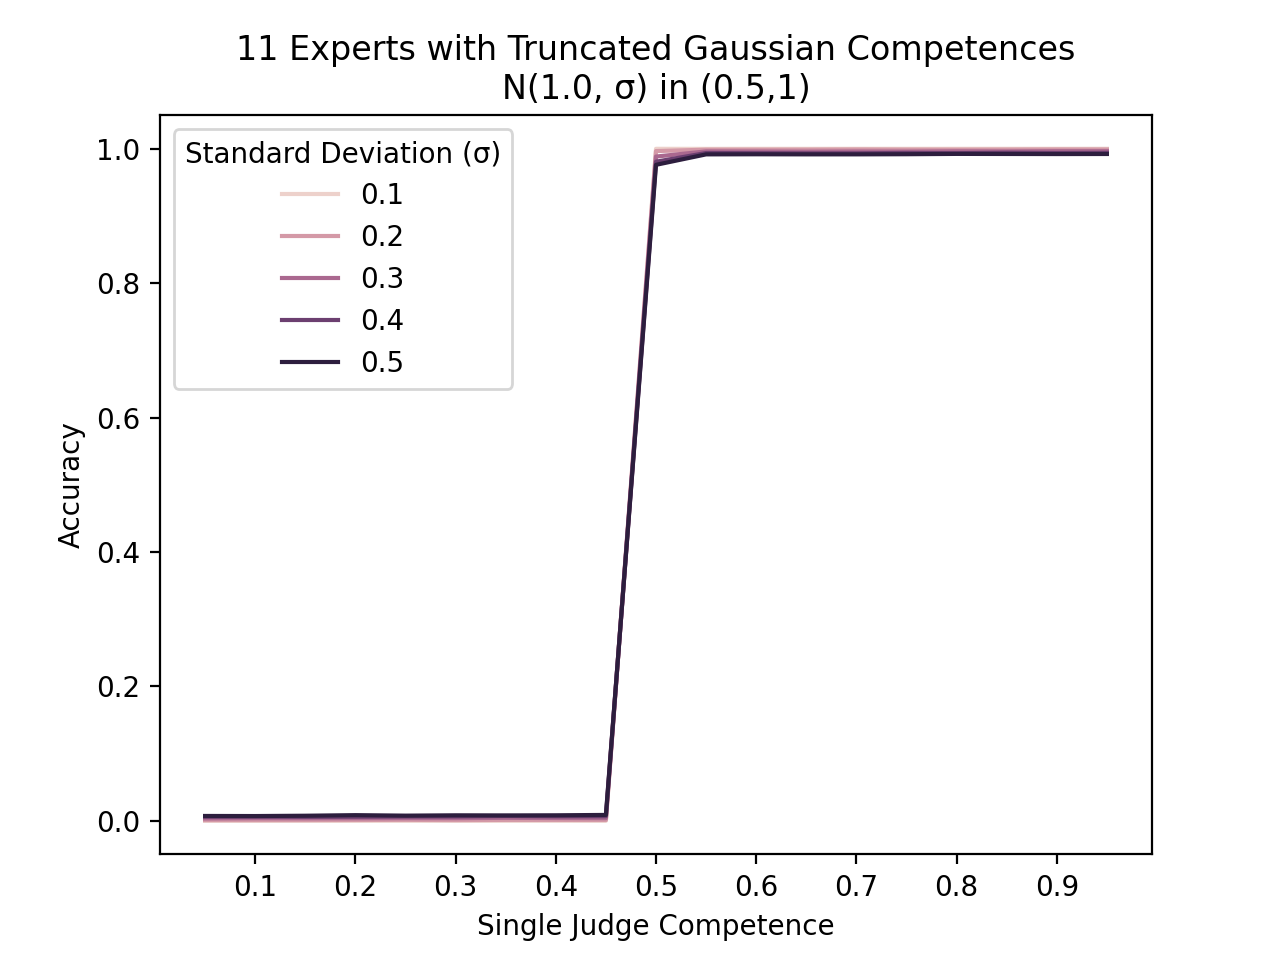 11 Experts with Truncated Gaussian Competences
N(1.0, σ) in (0.5,1)
Standard Deviation (σ)
0.1
0.2
0.3
0.4
0.5
1.0
0.8
0.6
0.4
0.2
0.0
Accuracy
0.1 0.2 0.3 0.4 0.5 0.6 0.7 0.8 0.9
Single Judge Competence